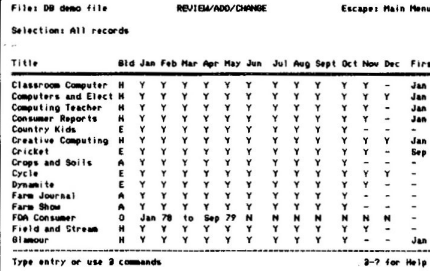 File: DB demo file REVIEW/ADD/CHANGE Escape: Main Menu
Selection: All records
Title Bld Jan Feb Mar Apr May Jun Jul Aug Sept Oct Nov Dec Firs
Classroom Computer H Y Y Y Y Y Y Y Y Y Y Y - Jan
Computers and Elect H Y Y Y Y Y Y Y Y Y Y Y Y Jan
Computing Teacher H Y Y Y Y Y Y Y Y Y Y Y - Jan
Consumer Reports H Y Y Y Y Y Y Y Y Y Y Y - Jan
Country Kids E Y Y Y Y Y Y Y Y Y Y - - -
Creative Computing H Y Y Y Y Y Y Y Y Y Y Y Y Jan
Cricket E Y Y Y Y Y Y Y Y Y Y Y - Sep
Crops and Soils A Y Y Y Y Y Y Y Y Y Y Y - -
Cycle E Y Y Y Y Y Y Y Y Y Y Y Y -
Dynamite E Y Y Y Y Y Y Y Y Y Y Y - -
Farm Journal A Y Y Y Y Y Y Y Y Y Y - - -
Farm Show A Y Y Y Y Y Y Y Y Y Y - - -
FDA Consumer O Jan 78 to Sep 79 N N N N N N N -
Field and Stream H Y Y Y Y Y Y Y Y Y Y Y - -
Glamour H Y Y Y Y Y Y Y Y Y Y - - Jan
Type entry or use @ commands @-? for Help